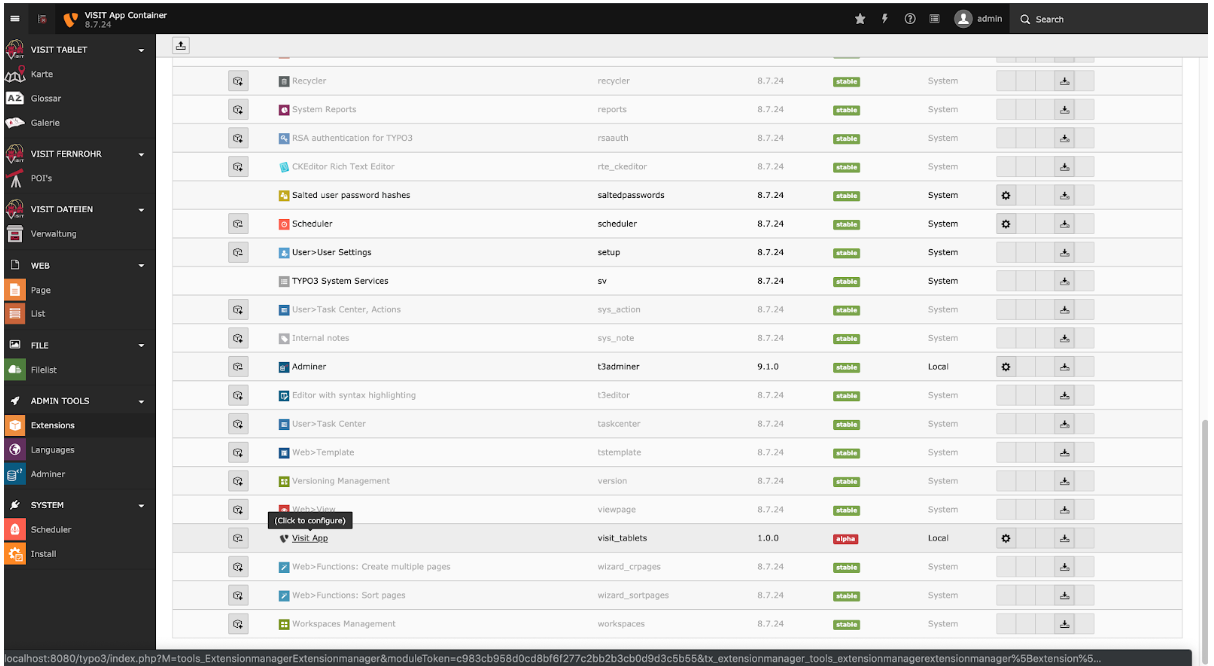 ViSIT App Container
8.7.24
admin
Search
VISIT TABLET
Karte
Glossar
Galerie
VISIT FERNROHR
POI's
VISIT DATEIEN
Verwaltung
WEB
Page
List
FILE
Filelist
ADMIN TOOLS
Extensions
Languages
Adminer
SYSTEM
Scheduler
Install
Recycler recycler 8.7.24 stable System
System Reports reports 8.7.24 stable System
RSA authentication for TYPO3 rsaauth 8.7.24 stable System
CKEditor Rich Text Editor rte_ckeditor 8.7.24 stable System
Salted user password hashes saltedpasswords 8.7.24 stable System
Scheduler scheduler 8.7.24 stable System
User>User Settings setup 8.7.24 stable System
TYPO3 System Services sv 8.7.24 stable System
User>Task Center, Actions sys_action 8.7.24 stable System
Internal notes sys_note 8.7.24 stable System
Adminer t3adminer 9.1.0 stable Local
Editor with syntax highlighting t3editor 8.7.24 stable System
User>Task Center taskcenter 8.7.24 stable System
Web>Template tstemplate 8.7.24 stable System
Versioning Management version 8.7.24 stable System
Web>View viewpage 8.7.24 stable System
(Click to configure)
Visit App visit_tablets 1.0.0 alpha Local
Web>Functions: Create multiple pages wizard_crpages 8.7.24 stable System
Web>Functions: Sort pages wizard_sortpages 8.7.24 stable System
Workspaces Management workspaces 8.7.24 stable System
localhost:8080/typo3/index.php?M=tools_ExtensionmanagerExtensionmanager&moduleToken=c983cb958d0cd8bf6f277c2bb2b3cb0d9d3c5b55&tx_extensionmanager_tools_extensionmanagerextensionmanager%5Bextension%5...